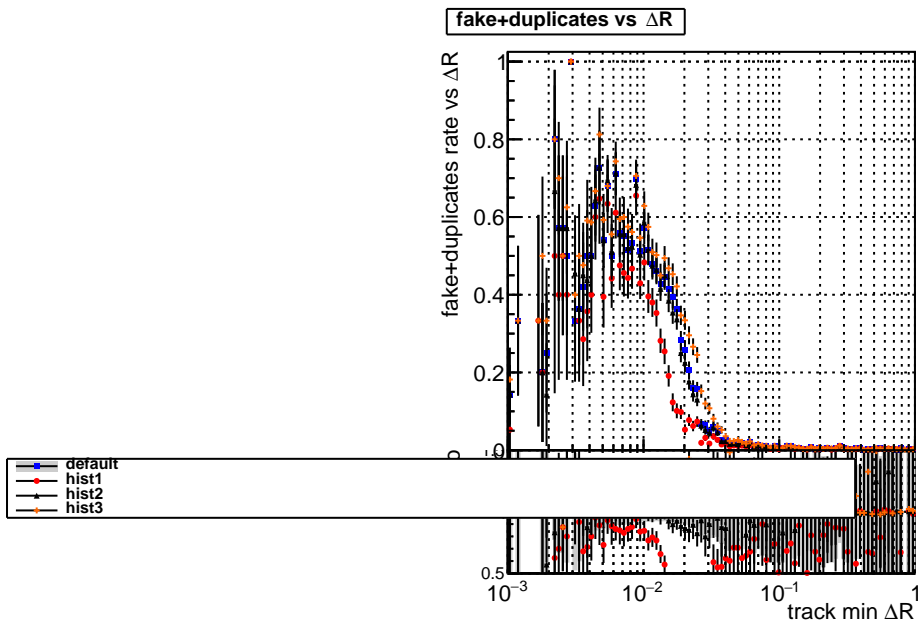 fake+duplicates vs ΔR
fake+duplicates rate vs ΔR
1
0.8
0.6
0.4
0.2
0
default
hist1
hist2
hist3
0.5
10⁻³ 10⁻² 10⁻¹ 1
track min ΔR